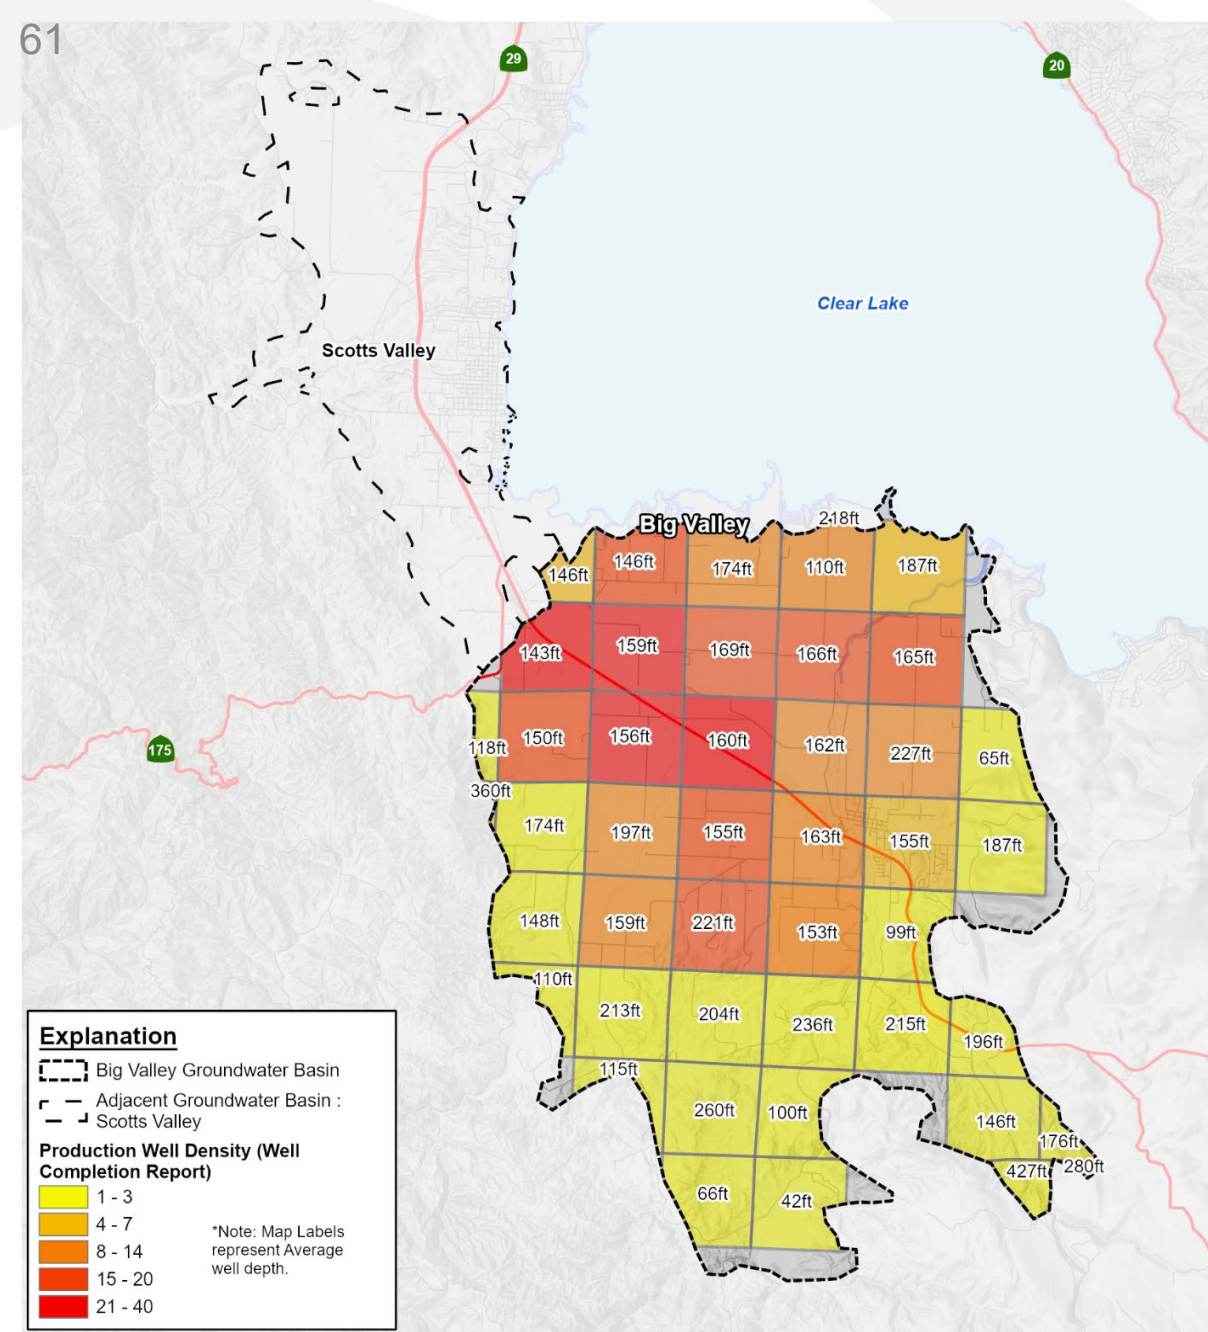 61
29
20
Clear Lake
Scotts Valley
Big Valley
218ft
146ft
146ft
174ft
110ft
187ft
143ft
159ft
169ft
166ft
165ft
175
118ft
150ft
156ft
160ft
162ft
227ft
65ft
360ft
174ft
197ft
155ft
163ft
155ft
187ft
148ft
159ft
221ft
153ft
99ft
110ft
213ft
204ft
236ft
215ft
196ft
115ft
260ft
100ft
146ft
176ft
427ft
280ft
66ft
42ft
Explanation
Big Valley Groundwater Basin
Adjacent Groundwater Basin :
Scotts Valley
Production Well Density (Well
Completion Report)
1 - 3
4 - 7
8 - 14
15 - 20
21 - 40
*Note: Map Labels
represent Average
well depth.